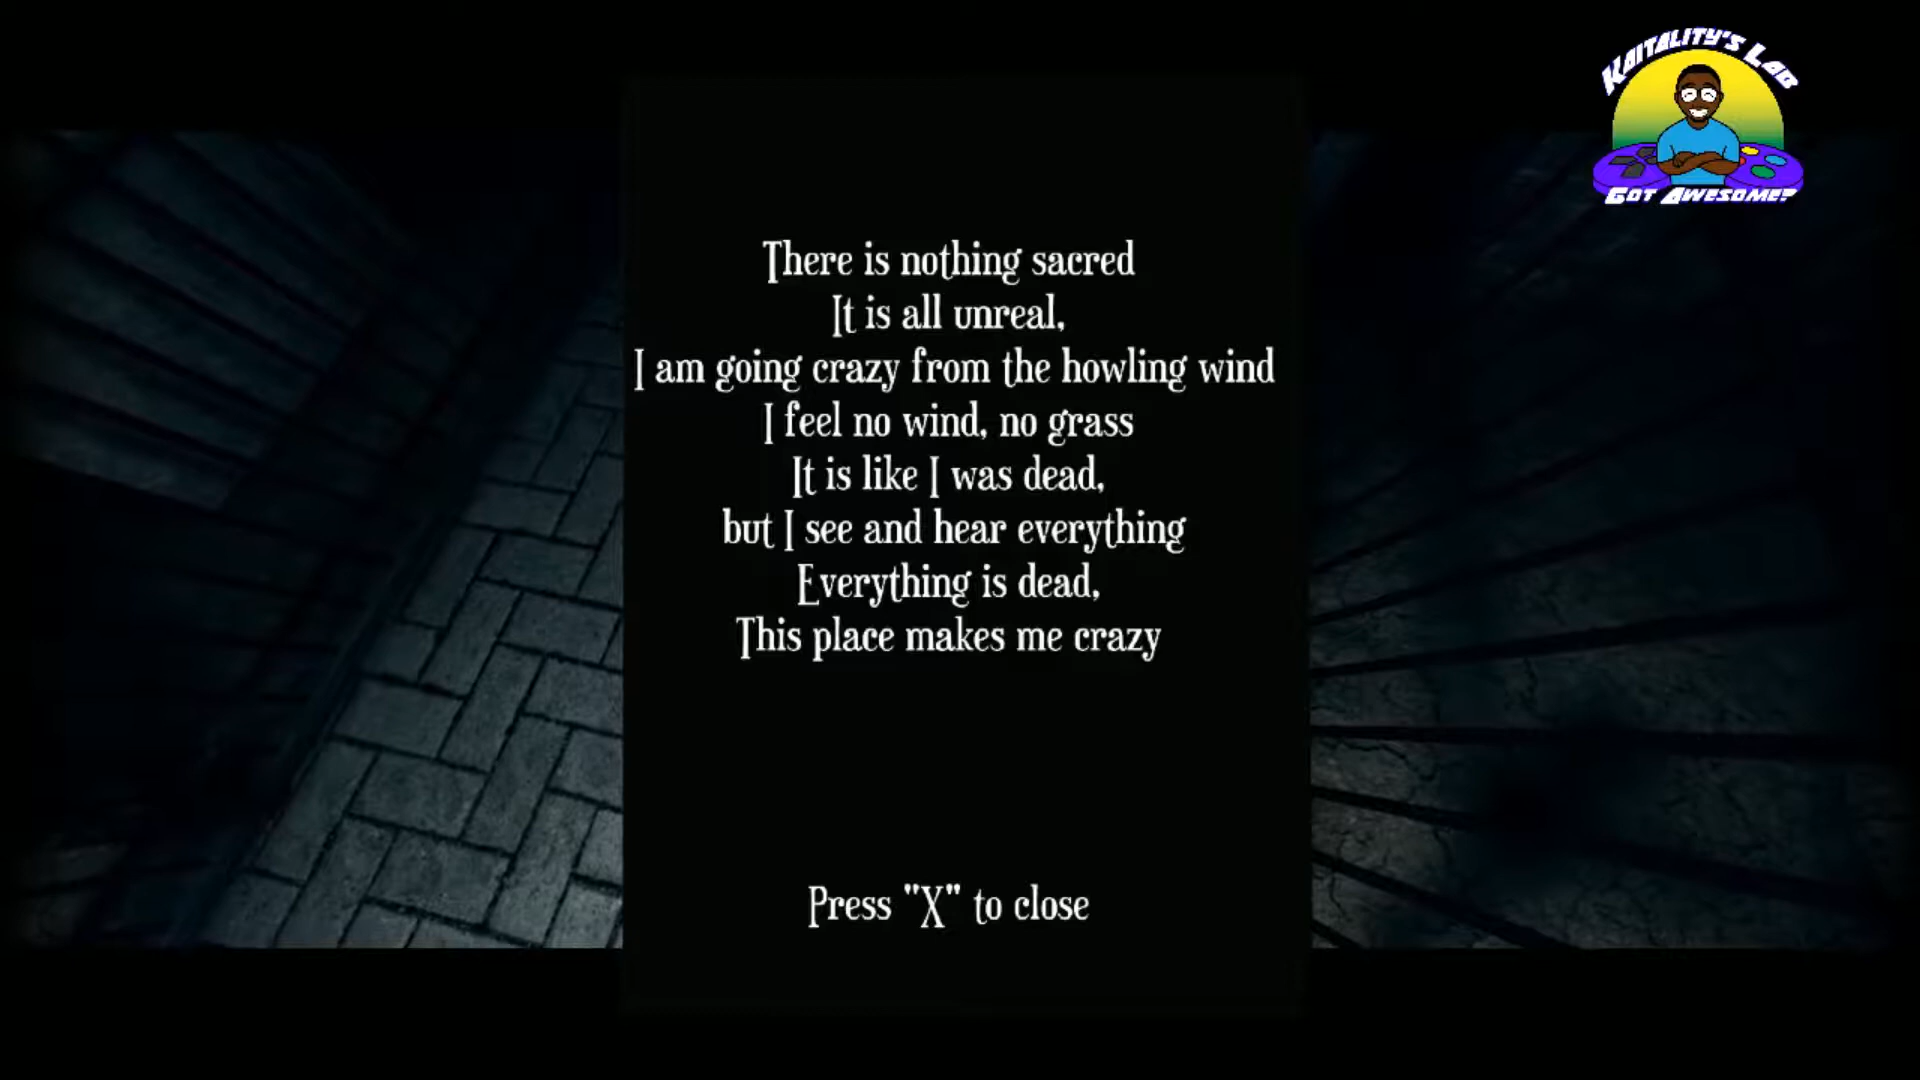 KAITALITY'S LAB
GOT AWESOME?
There is nothing sacred
It is all unreal,
I am going crazy from the howling wind
I feel no wind, no grass
It is like I was dead,
but I see and hear everything
Everything is dead,
This place makes me crazy
Press "X" to close